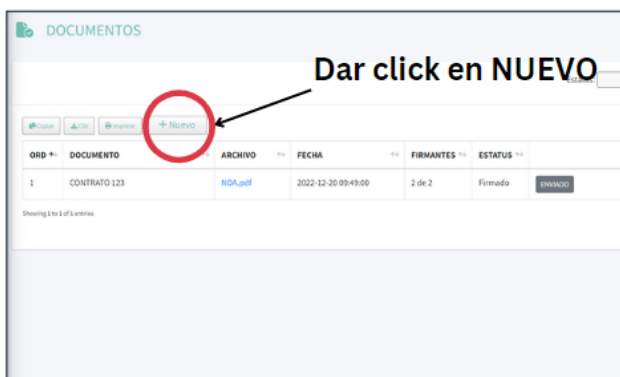 DOCUMENTOS
Dar click en NUEVO
Estatus:
Copiar CSV Imprimir + Nuevo
ORD DOCUMENTO ARCHIVO FECHA FIRMANTES ESTATUS
1 CONTRATO 123 NDA.pdf 2022-12-20 09:49:00 2 de 2 Firmado ENVIADO
Showing 1 to 1 of 1 entries